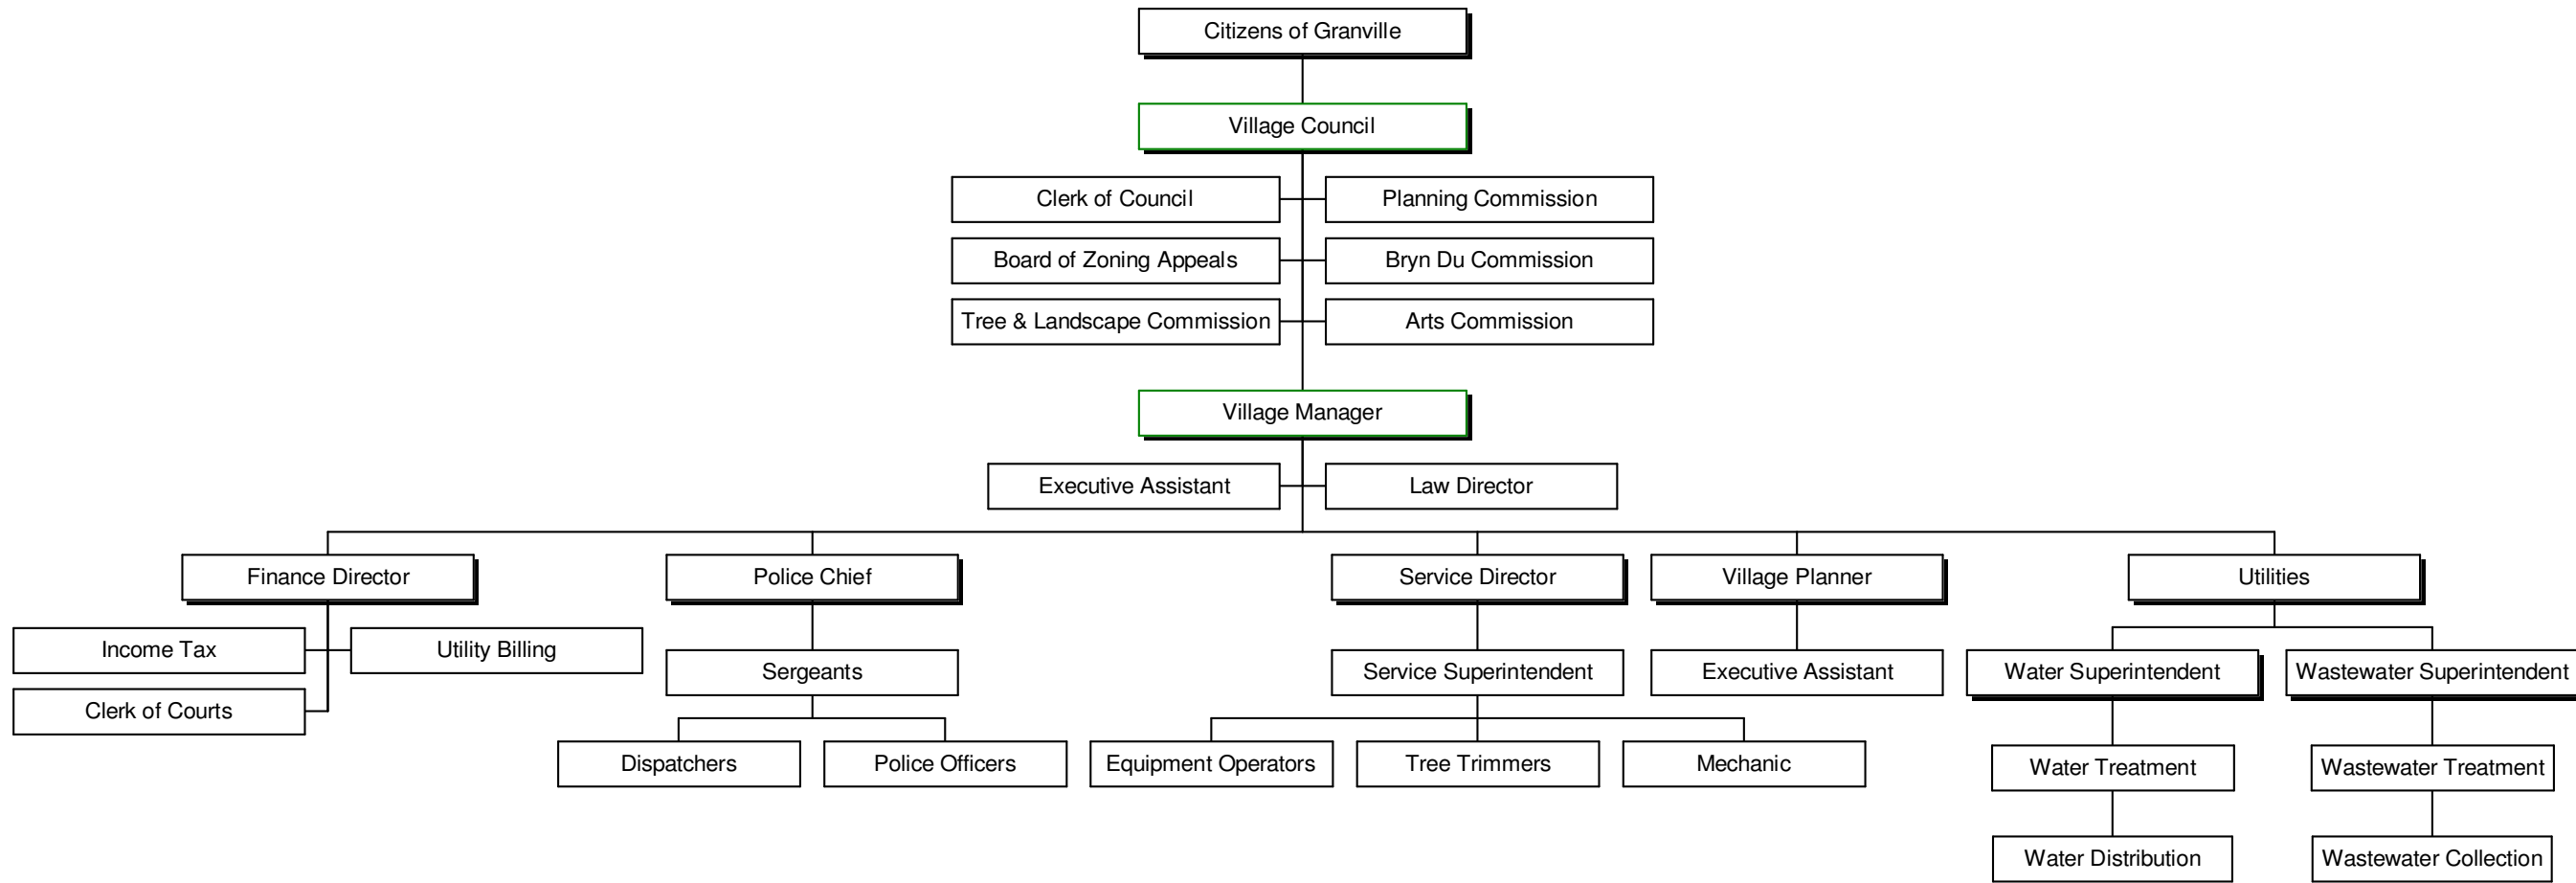 Citizens of Granville
Village Council
Clerk of Council
Planning Commission
Board of Zoning Appeals
Bryn Du Commission
Tree & Landscape Commission
Arts Commission
Village Manager
Executive Assistant
Law Director
Finance Director
Police Chief
Service Director
Village Planner
Utilities
Income Tax
Utility Billing
Clerk of Courts
Sergeants
Service Superintendent
Executive Assistant
Water Superintendent
Wastewater Superintendent
Dispatchers
Police Officers
Equipment Operators
Tree Trimmers
Mechanic
Water Treatment
Wastewater Treatment
Water Distribution
Wastewater Collection